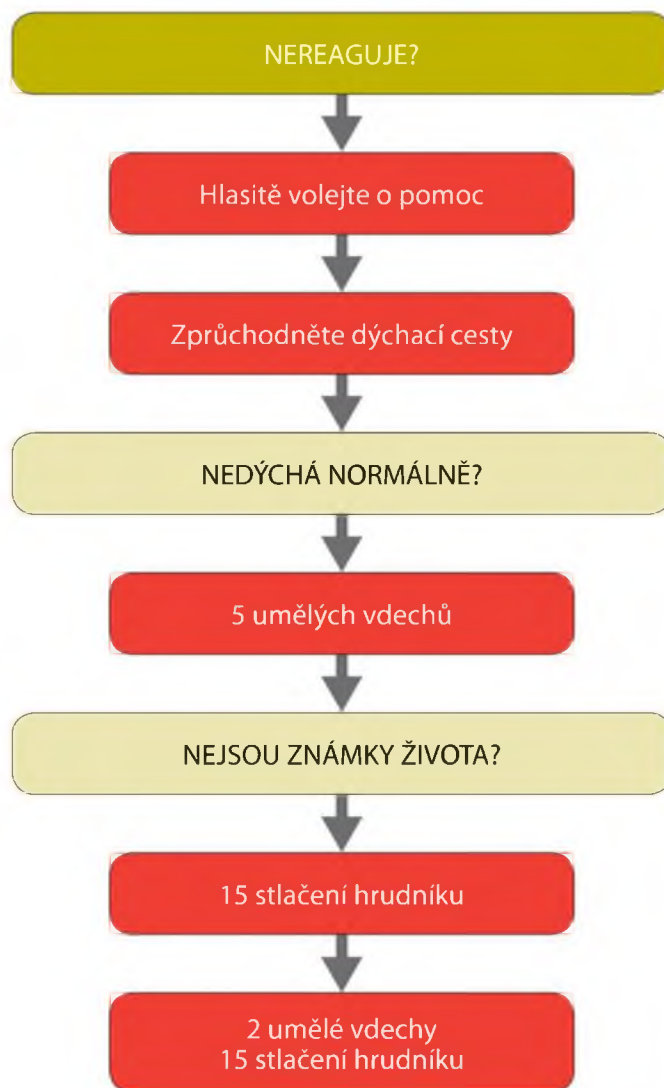 NEREAGUJE?
Hlasitě volejte o pomoc
Zprůchodněte dýchací cesty
NEDÝCHÁ NORMÁLNĚ?
5 umělých vdechů
NEJSOU ZNÁMKY ŽIVOTA?
15 stlačení hrudníku
2 umělé vdechy
15 stlačení hrudníku